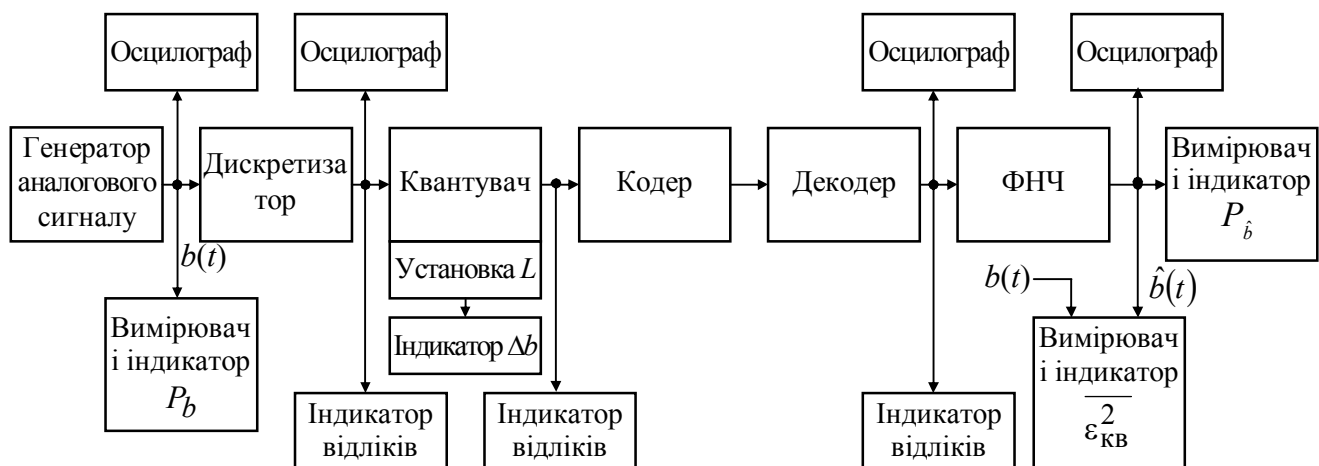 Осцилограф
Осцилограф
Осцилограф
Осцилограф
Генератор
аналогового
сигналу
Дискретиза
тор
Квантувач
Кодер
Декодер
ФНЧ
Вимірювач
і індикатор
P_b̂
b(t)
Установка L
Індикатор Δb
b(t)
b̂(t)
Вимірювач
і індикатор
P_b
Індикатор
відліків
Індикатор
відліків
Індикатор
відліків
Вимірювач
і індикатор
ε²кв